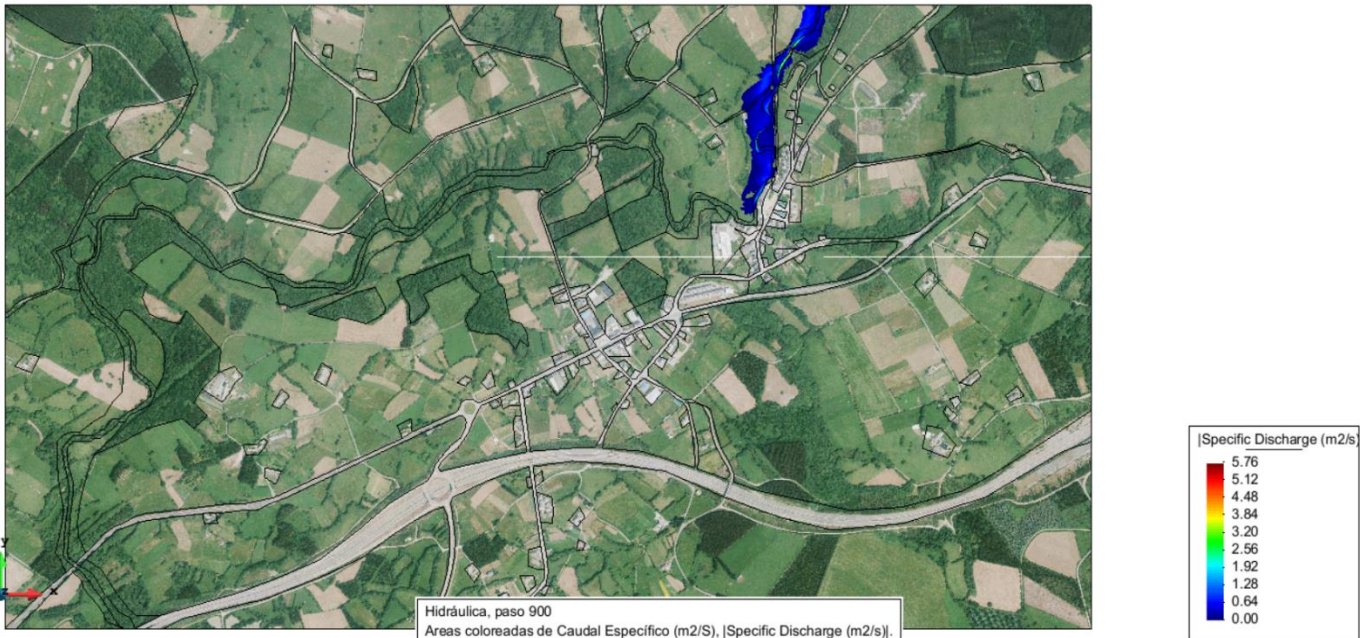 |Specific Discharge (m2/s)
5.76
5.12
4.48
3.84
3.20
2.56
1.92
1.28
0.64
0.00
y
x
z
Hidráulica, paso 900
Areas coloreadas de Caudal Específico (m2/S), |Specific Discharge (m2/s)|.